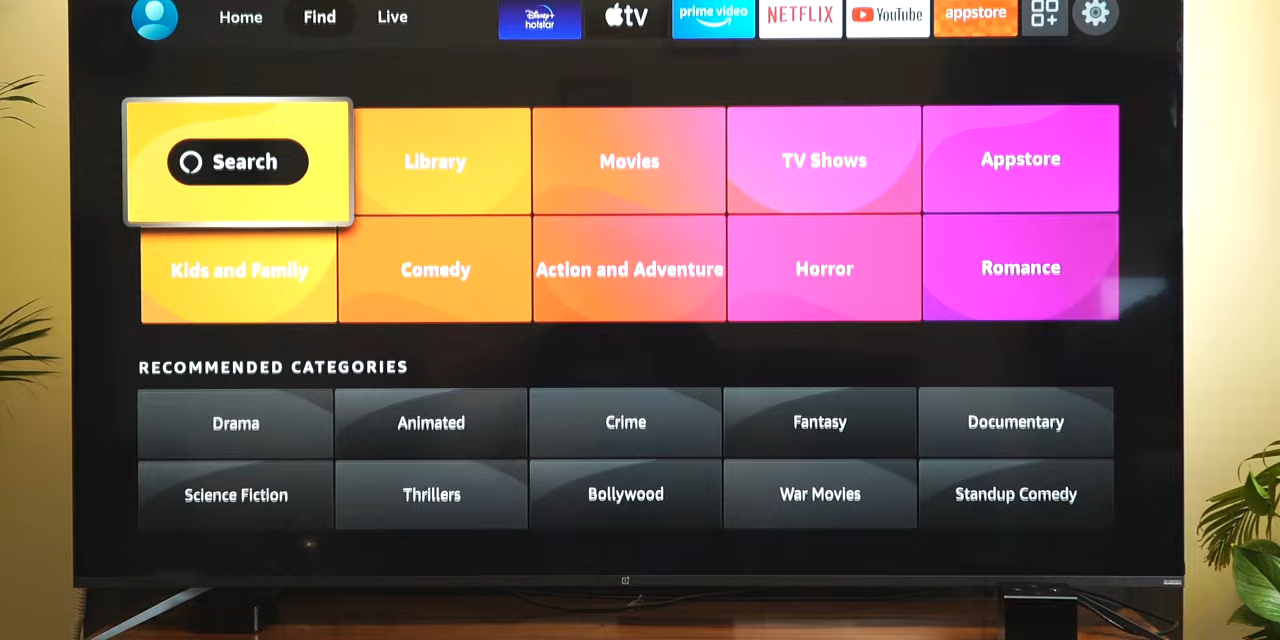 Home Find Live Disney+ hotstar tv prime video NETFLIX YouTube appstore
Search Library Movies TV Shows Appstore
Kids and Family Comedy Action and Adventure Horror Romance
RECOMMENDED CATEGORIES
Drama Animated Crime Fantasy Documentary
Science Fiction Thrillers Bollywood War Movies Standup Comedy